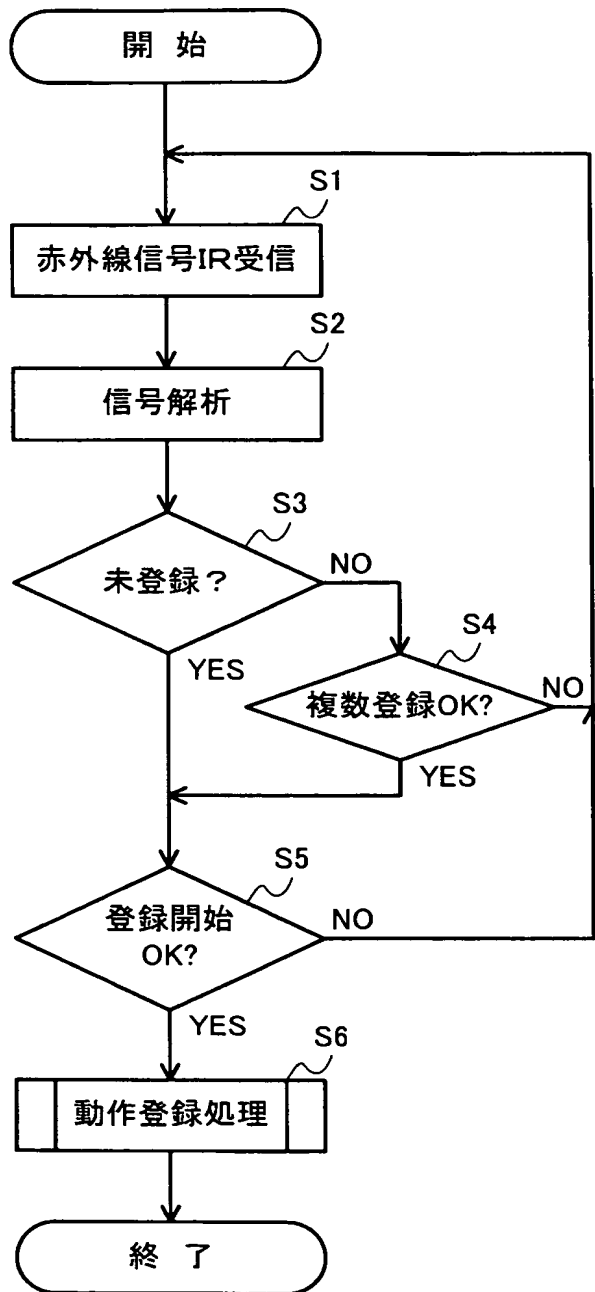 開 始
S1
赤外線信号IR受信
S2
信号解析
S3
未登録?
NO
YES
S4
複数登録OK?
NO
YES
S5
登録開始
OK?
NO
YES
S6
動作登録処理
終 了